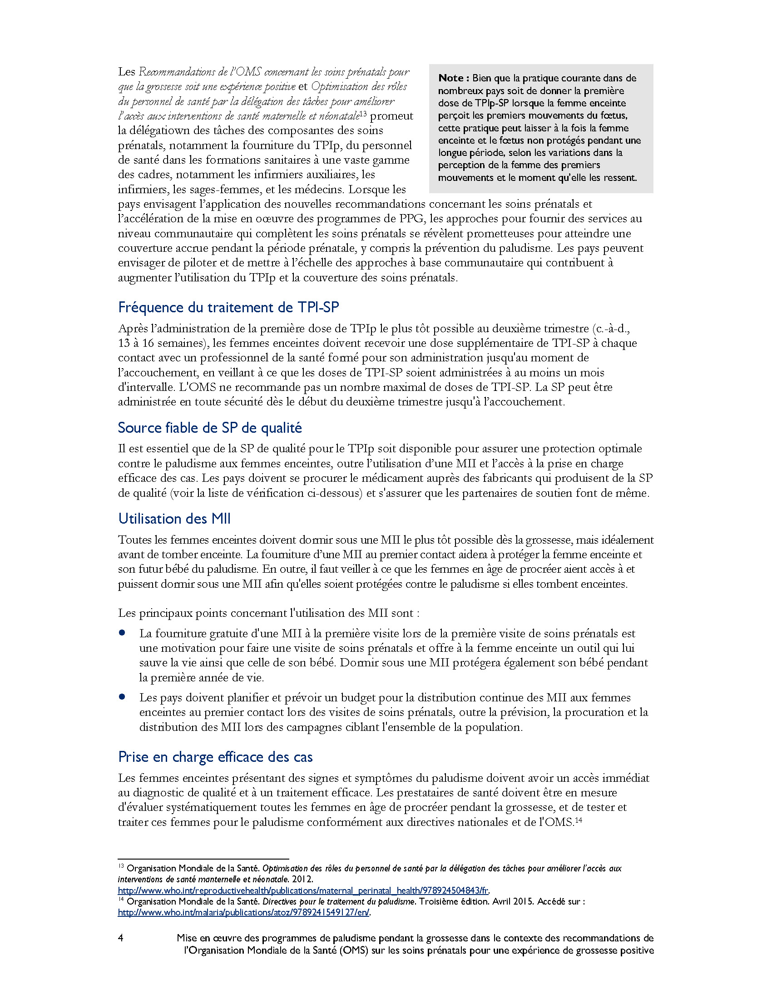 Les Recommandations de l'OMS concernant les soins prénatals pour
que la grossesse soit une expérience positive et Optimisation des rôles
du personnel de santé par la délégation des tâches pour améliorer
l'accès aux interventions de santé maternelle et néonatale13 promeut
la délégatiown des tâches des composantes des soins
prénatals, notamment la fourniture du TPIp, du personnel
de santé dans les formations sanitaires à une vaste gamme
des cadres, notamment les infirmiers auxiliaires, les
infirmiers, les sages-femmes, et les médecins. Lorsque les
pays envisagent l'application des nouvelles recommandations concernant les soins prénatals et
l'accélération de la mise en oœuvre des programmes de PPG, les approches pour fournir des services au
niveau communautaire qui complètent les soins prénatals se révèlent prometteuses pour atteindre une
couverture accrue pendant la période prénatale, y compris la prévention du paludisme. Les pays peuvent
envisager de piloter et de mettre à l'échelle des approches à base communautaire qui contribuent à
augmenter l'utilisation du TPIp et la couverture des soins prénatals.
Note : Bien que la pratique courante dans de
nombreux pays soit de donner la première
dose de TPIp-SP lorsque la femme enceinte
perçoit les premiers mouvements du fœtus,
cette pratique peut laisser à la fois la femme
enceinte et le fœtus non protégés pendant une
longue période, selon les variations dans la
perception de la femme des premiers
mouvements et le moment qu'elle les ressent.
Fréquence du traitement de TPI-SP
Après l'administration de la première dose de TPIp le plus tôt possible au deuxième trimestre (c.-à-d.,
13 à 16 semaines), les femmes enceintes doivent recevoir une dose supplémentaire de TPI-SP à chaque
contact avec un professionnel de la santé formé pour son administration jusqu'au moment de
l'accouchement, en veillant à ce que les doses de TPI-SP soient administrées à au moins un mois
d'intervalle. L'OMS ne recommande pas un nombre maximal de doses de TPI-SP. La SP peut être
administrée en toute sécurité dès le début du deuxième trimestre jusqu'à l'accouchement.
Source fiable de SP de qualité
Il est essentiel que de la SP de qualité pour le TPIp soit disponible pour assurer une protection optimale
contre le paludisme aux femmes enceintes, outre l'utilisation d'une MII et l'accès à la prise en charge
efficace des cas. Les pays doivent se procurer le médicament auprès des fabricants qui produisent de la SP
de qualité (voir la liste de vérification ci-dessous) et s'assurer que les partenaires de soutien font de même.
Utilisation des MII
Toutes les femmes enceintes doivent dormir sous une MII le plus tôt possible dès la grossesse, mais idéalement
avant de tomber enceinte. La fourniture d'une MII au premier contact aidera à protéger la femme enceinte et
son futur bébé du paludisme. En outre, il faut veiller à ce que les femmes en âge de procréer aient accès à et
puissent dormir sous une MII afin qu'elles soient protégées contre le paludisme si elles tombent enceintes.
Les principaux points concernant l'utilisation des MII sont :
● La fourniture gratuite d'une MII à la première visite lors de la première visite de soins prénatals est
une motivation pour faire une visite de soins prénatals et offre à la femme enceinte un outil qui lui
sauve la vie ainsi que celle de son bébé. Dormir sous une MII protégera également son bébé pendant
la première année de vie.
● Les pays doivent planifier et prévoir un budget pour la distribution continue des MII aux femmes
enceintes au premier contact lors des visites de soins prénatals, outre la prévision, la procuration et la
distribution des MII lors des campagnes ciblant l'ensemble de la population.
Prise en charge efficace des cas
Les femmes enceintes présentant des signes et symptômes du paludisme doivent avoir un accès immédiat
au diagnostic de qualité et à un traitement efficace. Les prestataires de santé doivent être en mesure
d'évaluer systématiquement toutes les femmes en âge de procréer pendant la grossesse, et de tester et
traiter ces femmes pour le paludisme conformément aux directives nationales et de l'OMS.14
13 Organisation Mondiale de la Santé. Optimisation des rôles du personnel de santé par la délégation des tâches pour améliorer l'accès aux
interventions de santé manternelle et néonatale. 2012.
http://www.who.int/reproductivehealth/publications/maternal_perinatal_health/978924504843/fr.
14 Organisation Mondiale de la Santé. Directives pour le traitement du paludisme. Troisième édition. Avril 2015. Accédé sur :
http://www.who.int/malaria/publications/atoz/9789241549127/en/.
4 Mise en œuvre des programmes de paludisme pendant la grossesse dans le contexte des recommandations de
l'Organisation Mondiale de la Santé (OMS) sur les soins prénatals pour une expérience de grossesse positive